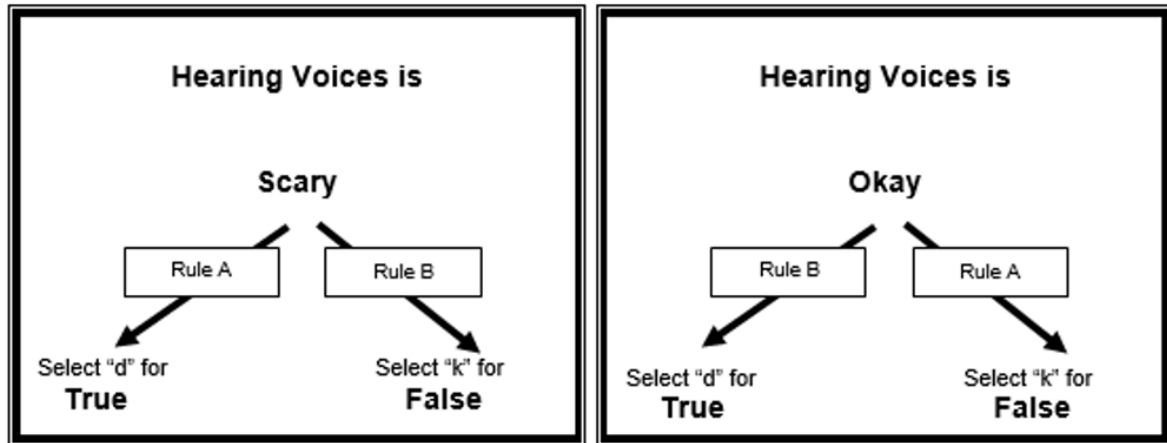 Hearing Voices is
Scary
Rule A
Rule B
Select “d” for
True
Select “k” for
False
Hearing Voices is
Okay
Rule B
Rule A
Select “d” for
True
Select “k” for
False